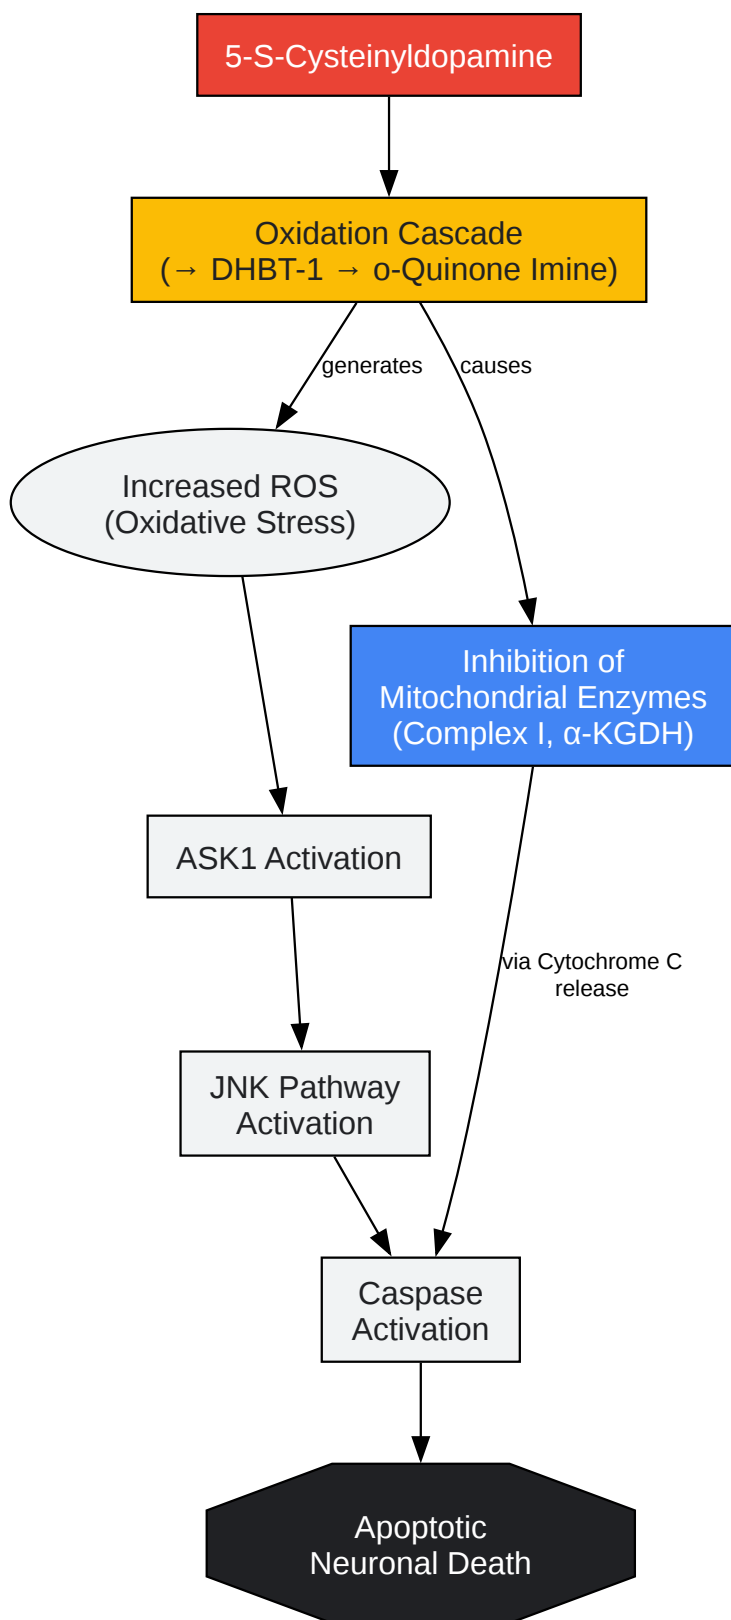 5-S-Cysteinyldopamine
Oxidation Cascade
(→ DHBT-1 → o-Quinone Imine)
generates
causes
Increased ROS
(Oxidative Stress)
Inhibition of
Mitochondrial Enzymes
(Complex I, α-KGDH)
ASK1 Activation
via Cytochrome C
release
JNK Pathway
Activation
Caspase
Activation
Apoptotic
Neuronal Death